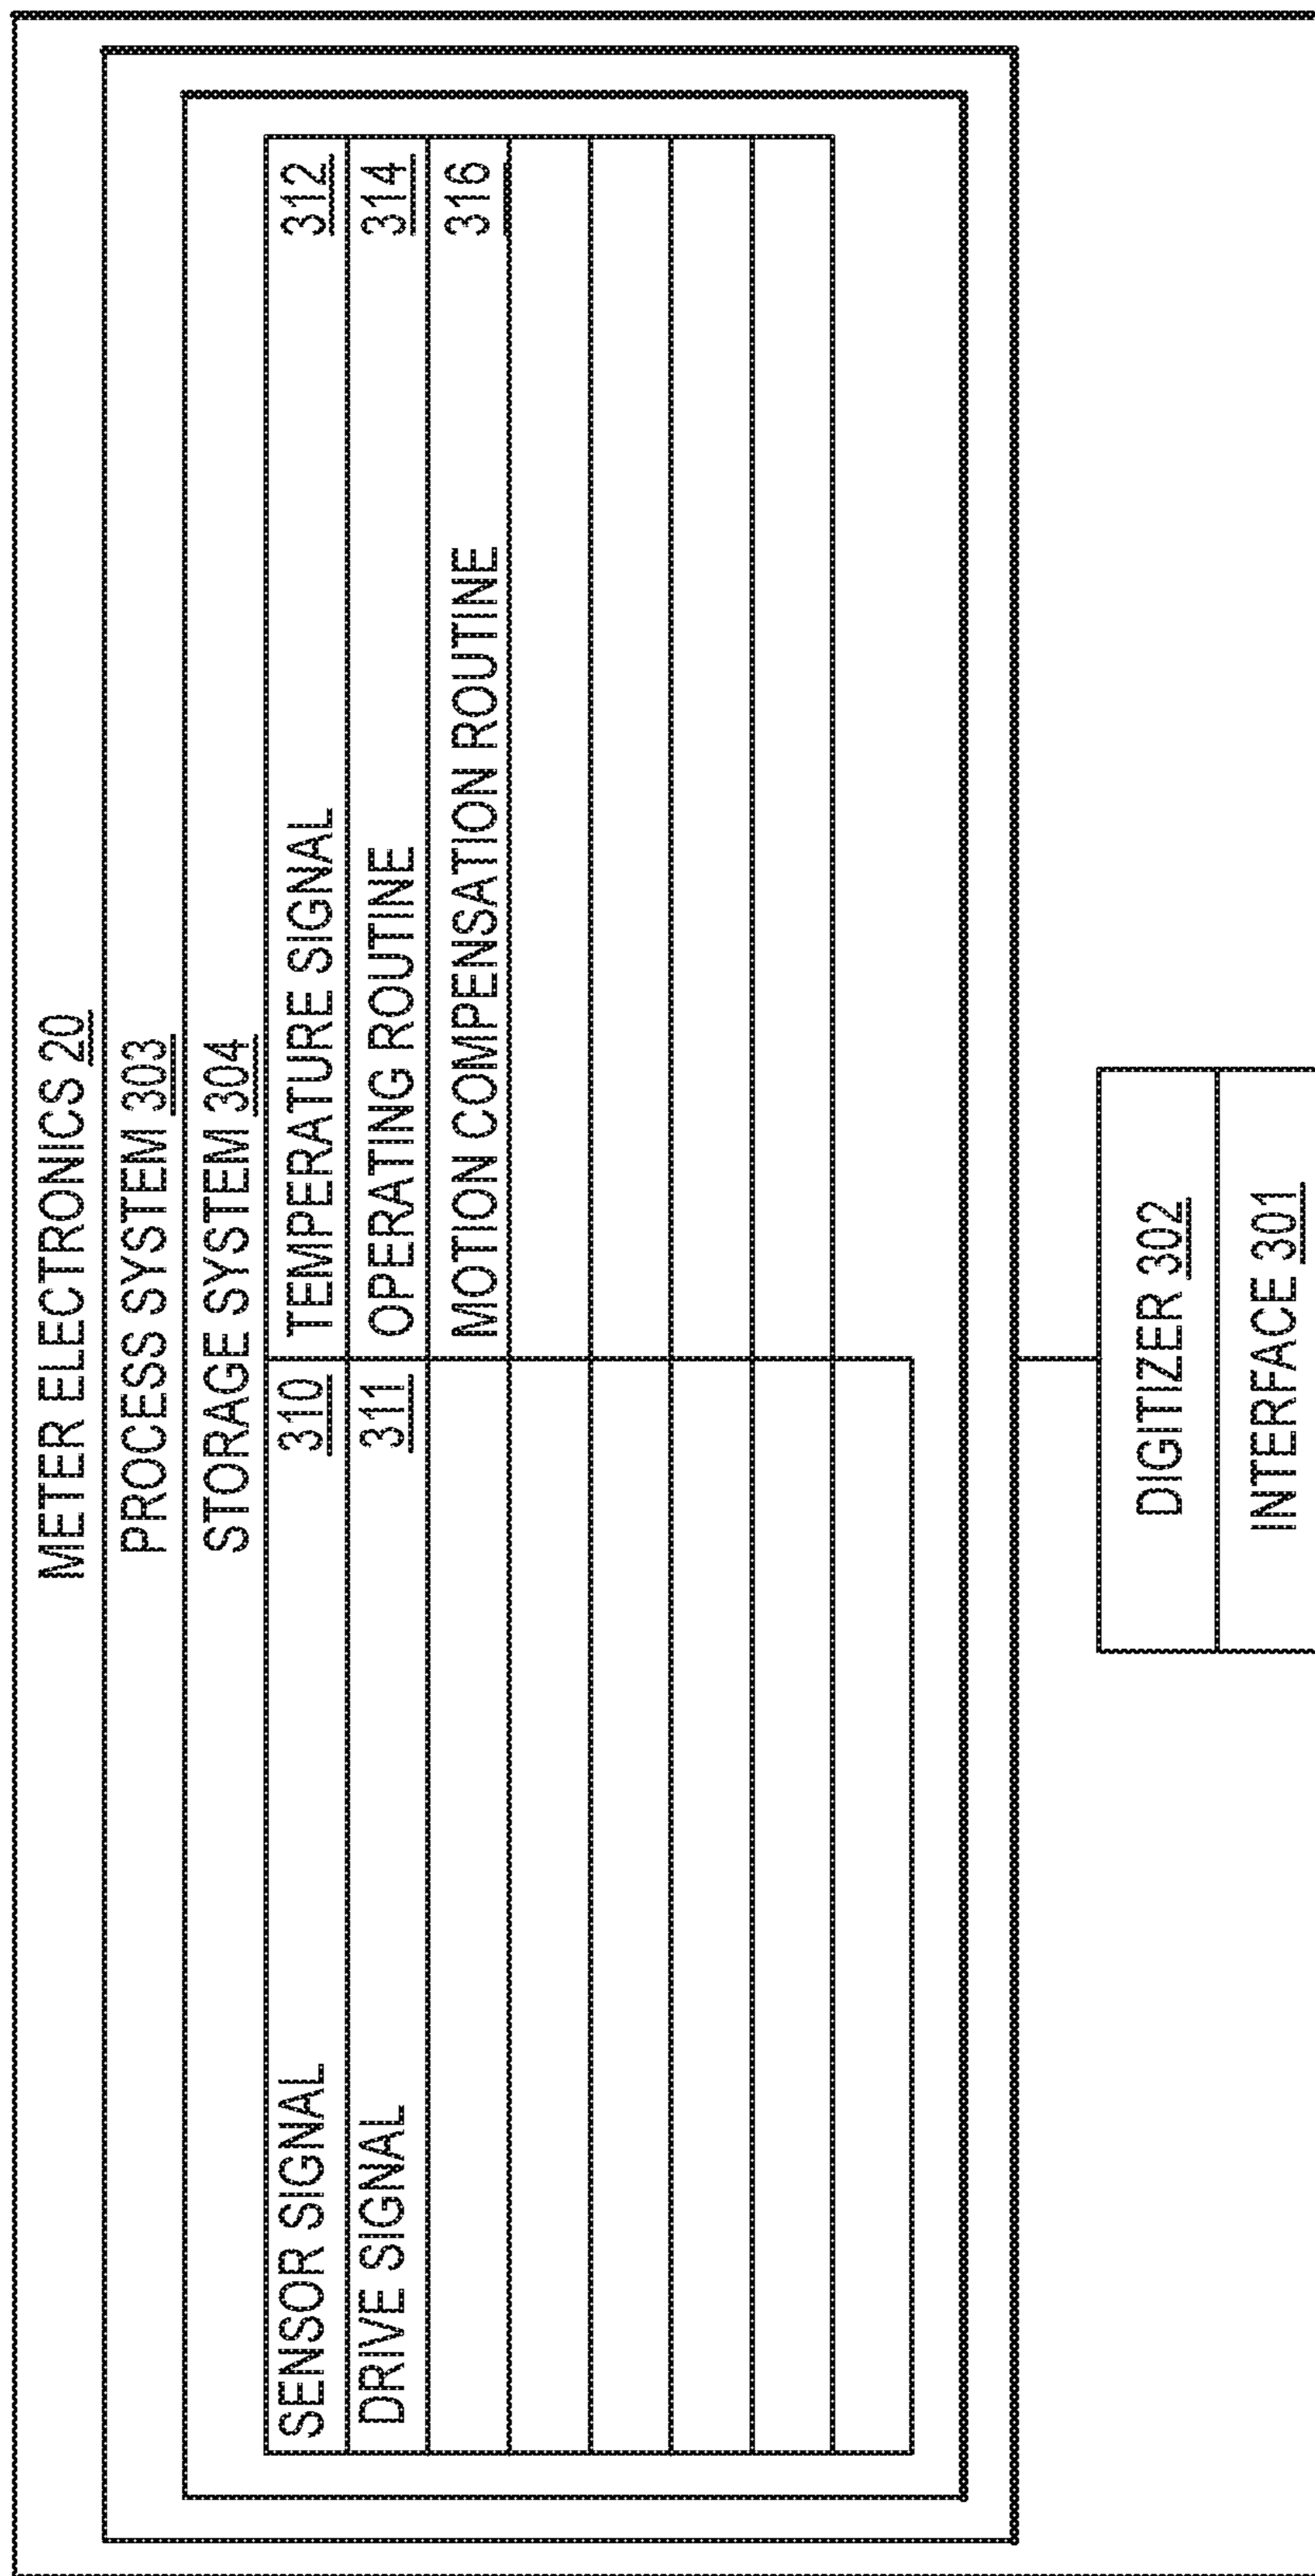 METER ELECTRONICS 20
PROCESS SYSTEM 303
STORAGE SYSTEM 304
SENSOR SIGNAL 310 TEMPERATURE SIGNAL 312
DRIVE SIGNAL 311 OPERATING ROUTINE 314
MOTION COMPENSATION ROUTINE 316
DIGITIZER 302
INTERFACE 301